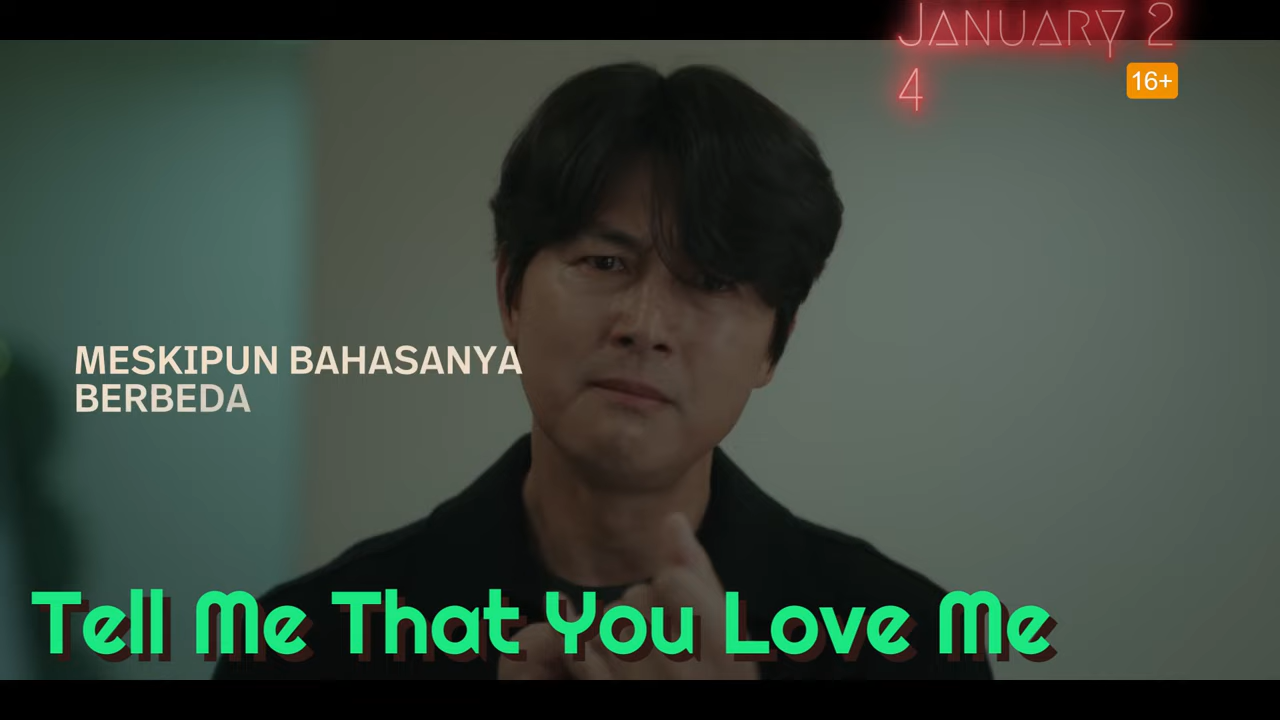 January 2
4
16+
MESKIPUN BAHASANYA
BERBEDA
Tell Me That You Love Me